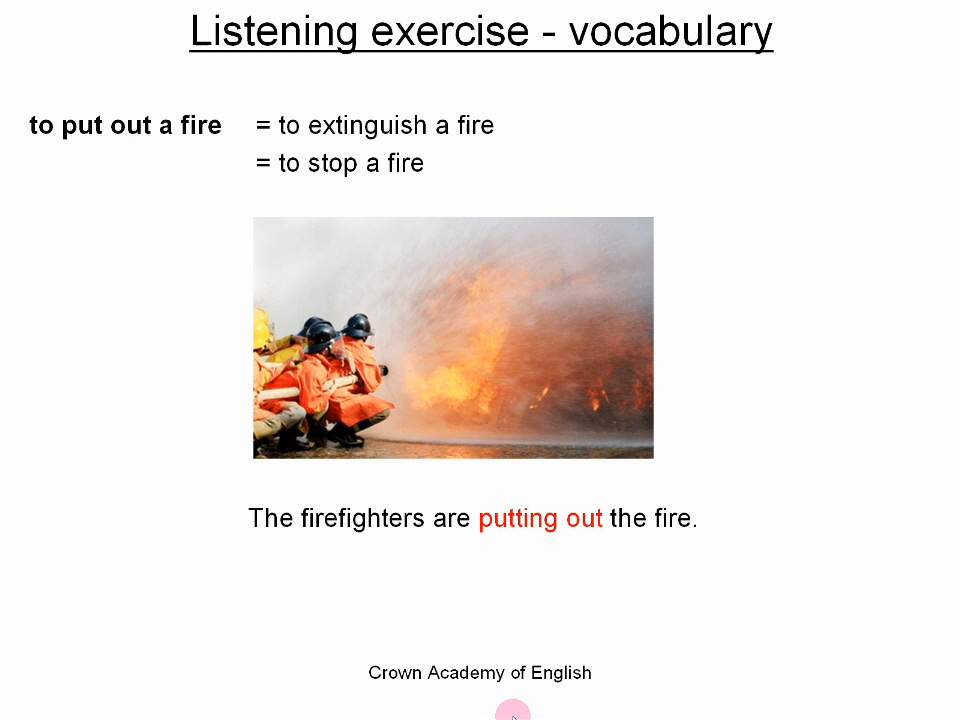 Listening exercise - vocabulary
to put out a fire = to extinguish a fire
= to stop a fire
The firefighters are putting out the fire.
Crown Academy of English